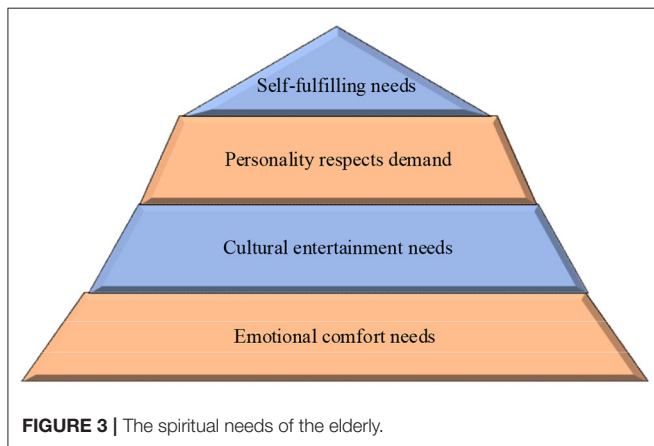 Self-fulfilling needs
Personality respects demand
Cultural entertainment needs
Emotional comfort needs
FIGURE 3 | The spiritual needs of the elderly.